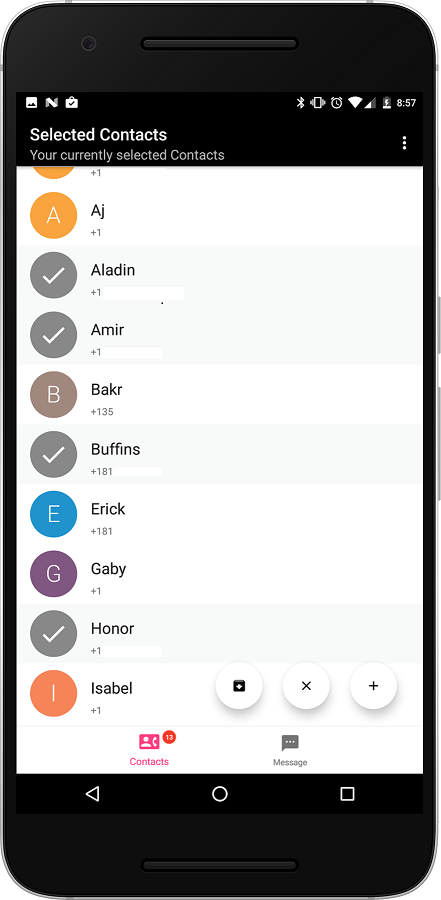 8:57
Selected Contacts
Your currently selected Contacts
+1
A
Aj
+1
Aladin
+1
Amir
+1
B
Bakr
+135
Buffins
+181
E
Erick
+181
G
Gaby
+1
Honor
+1
I
Isabel
+1
13
Contacts
Message